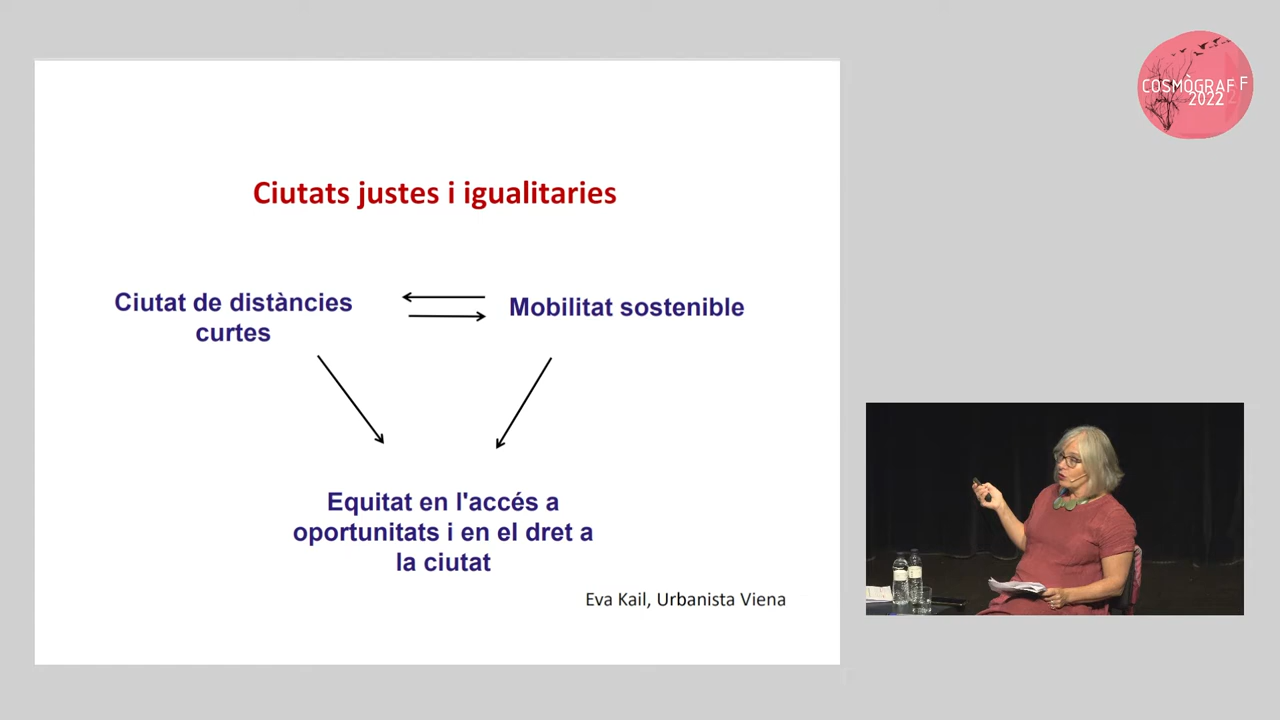 COSMÒGRAF F
2022
Ciutats justes i igualitaries
Ciutat de distàncies
curtes
Mobilitat sostenible
Equitat en l'accés a
oportunitats i en el dret a
la ciutat
Eva Kail, Urbanista Viena